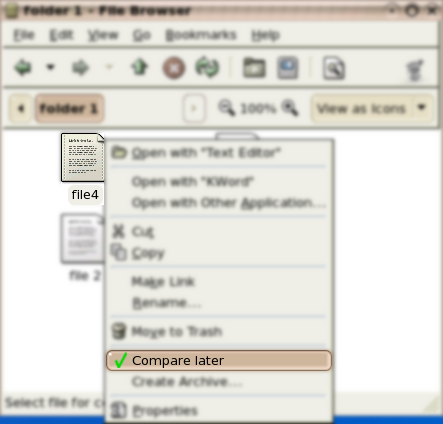 folder 1 - File Browser
File Edit View Go Bookmarks Help
folder 1 100% View as Icons
file4
file 2
Open with "Text Editor"
Open with "KWord"
Open with Other Application...
Cut
Copy
Make Link
Rename...
Move to Trash
Compare later
Create Archive...
Properties
Select file for c